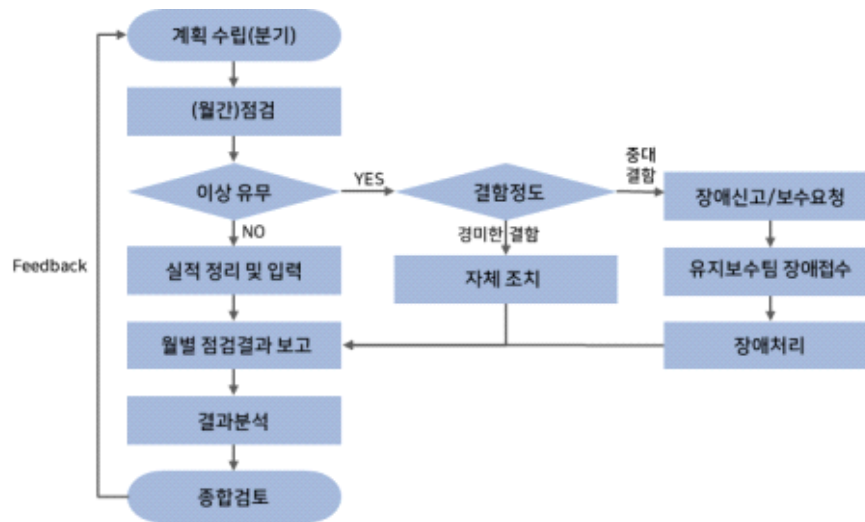 계획 수립(분기)
(월간)점검
이상 유무
YES
결함정도
중대
결함
장애신고/보수요청
NO
경미한 결함
Feedback
실적 정리 및 입력
자체 조치
유지보수팀 장애접수
월별 점검결과 보고
장애처리
결과분석
종합검토